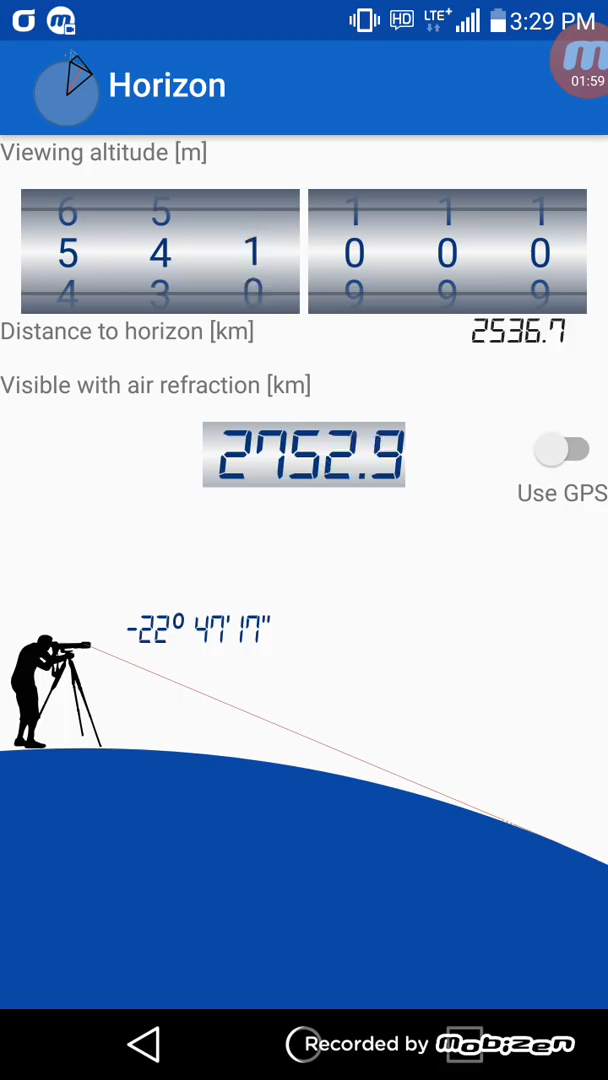 HD LTE+ 3:29 PM
Horizon
01:59
Viewing altitude [m]
6 5 1 1 1
5 4 1 0 0 0
4 3 0 9 9 9
Distance to horizon [km] 2536.7
Visible with air refraction [km]
2752.9
Use GPS
-22° 47' 17"
Recorded by mobizen